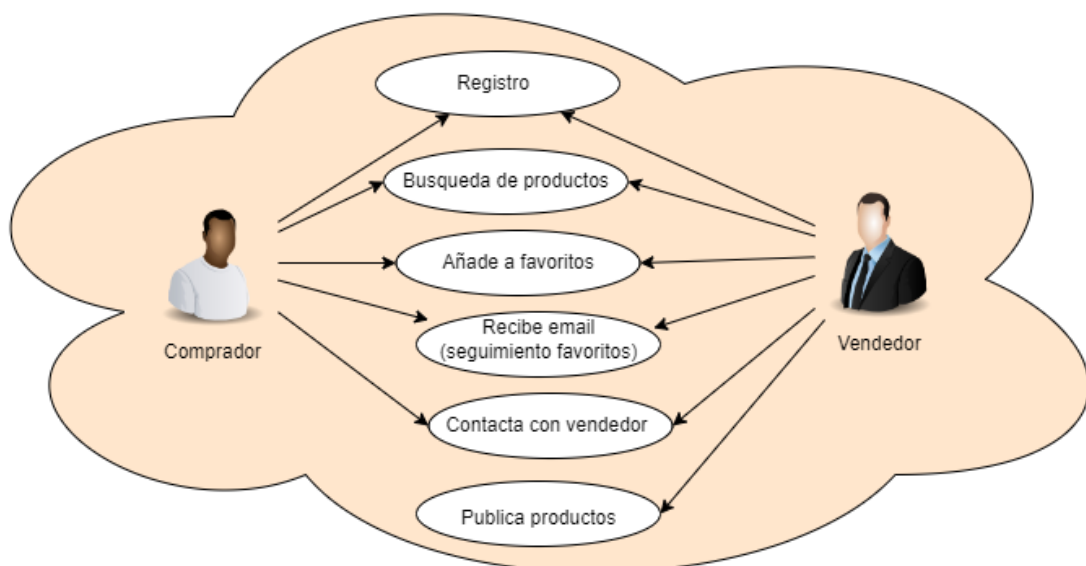 Registro
Busqueda de productos
Añade a favoritos
Recibe email
(seguimiento favoritos)
Comprador
Vendedor
Contacta con vendedor
Publica productos